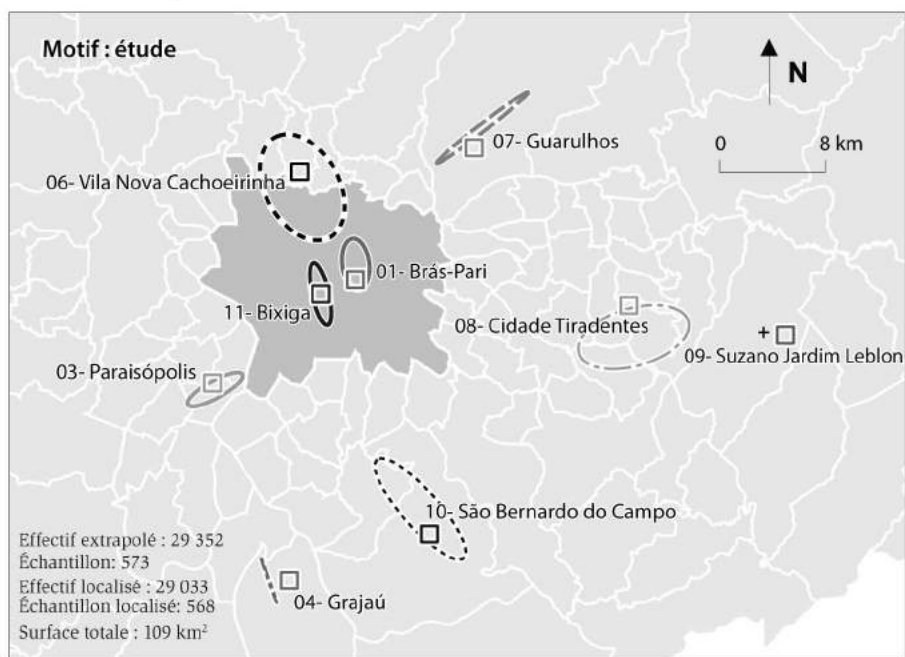 Motif : étude
N
0 8 km
07- Guarulhos
06- Vila Nova Cachoeirinha
01- Brás-Pari
11- Bixiga
08- Cidade Tiradentes
+
09- Suzano Jardim Leblon
03- Paraisópolis
10- São Bernardo do Campo
04- Grajaú
Effectif extrapolé : 29 352
Échantillon: 573
Effectif localisé : 29 033
Échantillon localisé: 568
Surface totale : 109 km²